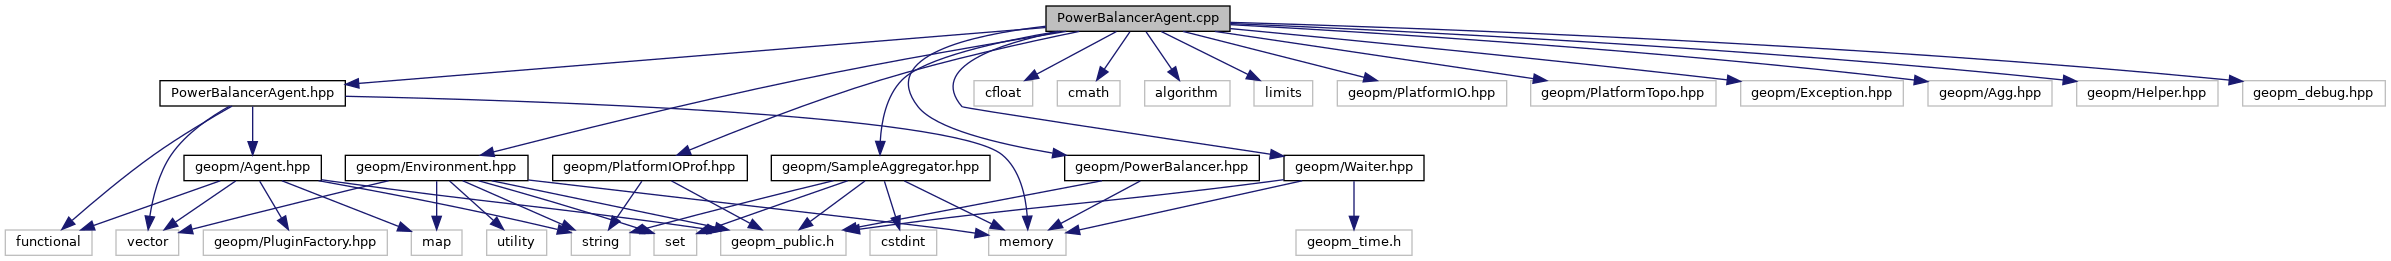 PowerBalancerAgent.cpp
PowerBalancerAgent.hpp
cfloat
cmath
algorithm
limits
geopm/PlatformIO.hpp
geopm/PlatformTopo.hpp
geopm/Exception.hpp
geopm/Agg.hpp
geopm/Helper.hpp
geopm_debug.hpp
geopm/Agent.hpp
geopm/Environment.hpp
geopm/PlatformIOProf.hpp
geopm/SampleAggregator.hpp
geopm/PowerBalancer.hpp
geopm/Waiter.hpp
functional
vector
geopm/PluginFactory.hpp
map
utility
string
set
geopm_public.h
cstdint
memory
geopm_time.h